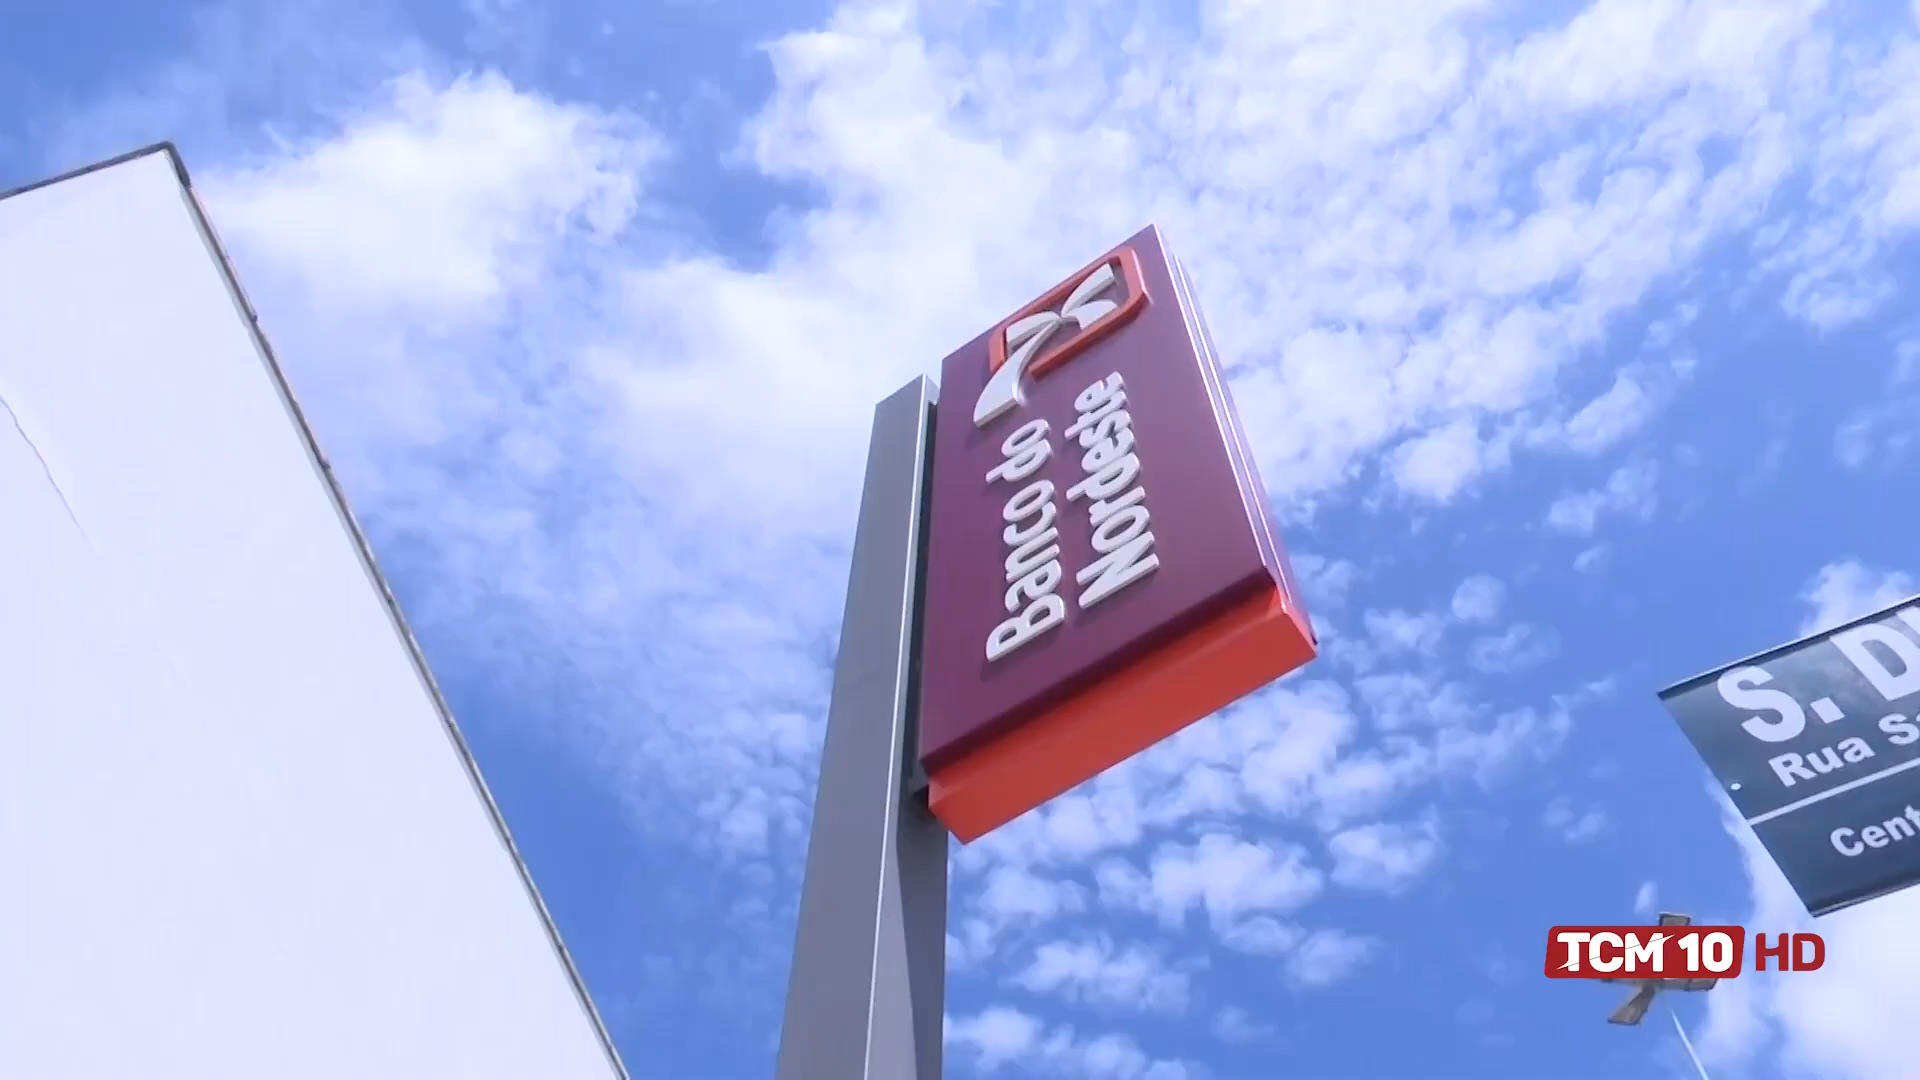 Banco do
Nordeste
S. D
Rua S
Cent
TCM 10 HD